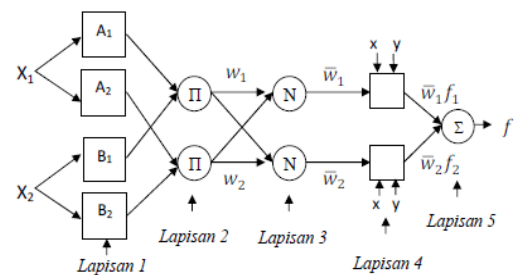 A₁
X₁
A₂
B₁
X₂
B₂
Π
Π
w₁
w₂
N
N
w̅₁
w̅₂
x y
x y
w̅₁f₁
w̅₂f₂
Σ
f
Lapisan 1
Lapisan 2
Lapisan 3
Lapisan 4
Lapisan 5